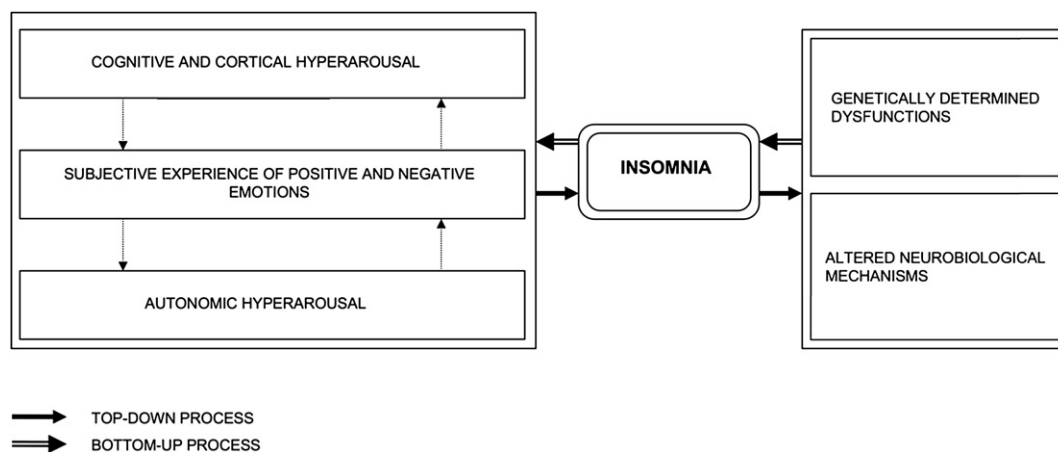 COGNITIVE AND CORTICAL HYPERAROUSAL
SUBJECTIVE EXPERIENCE OF POSITIVE AND NEGATIVE
EMOTIONS
AUTONOMIC HYPERAROUSAL
INSOMNIA
GENETICALLY DETERMINED
DYSFUNCTIONS
ALTERED NEUROBIOLOGICAL
MECHANISMS
TOP-DOWN PROCESS
BOTTOM-UP PROCESS